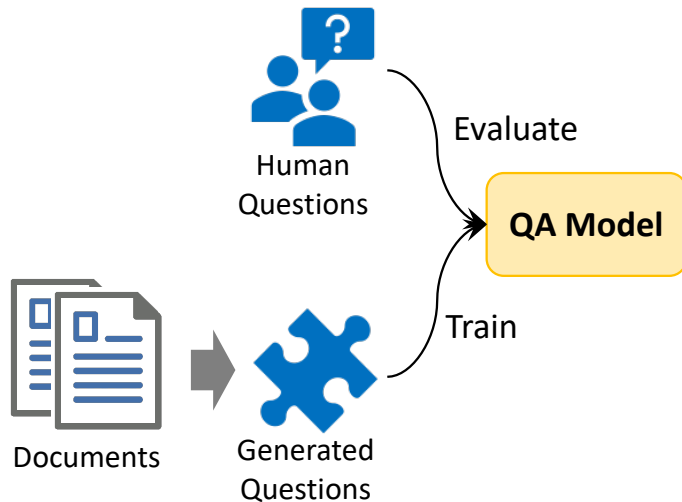 ?
Human
Questions
Evaluate
QA Model
Train
Documents
Generated
Questions